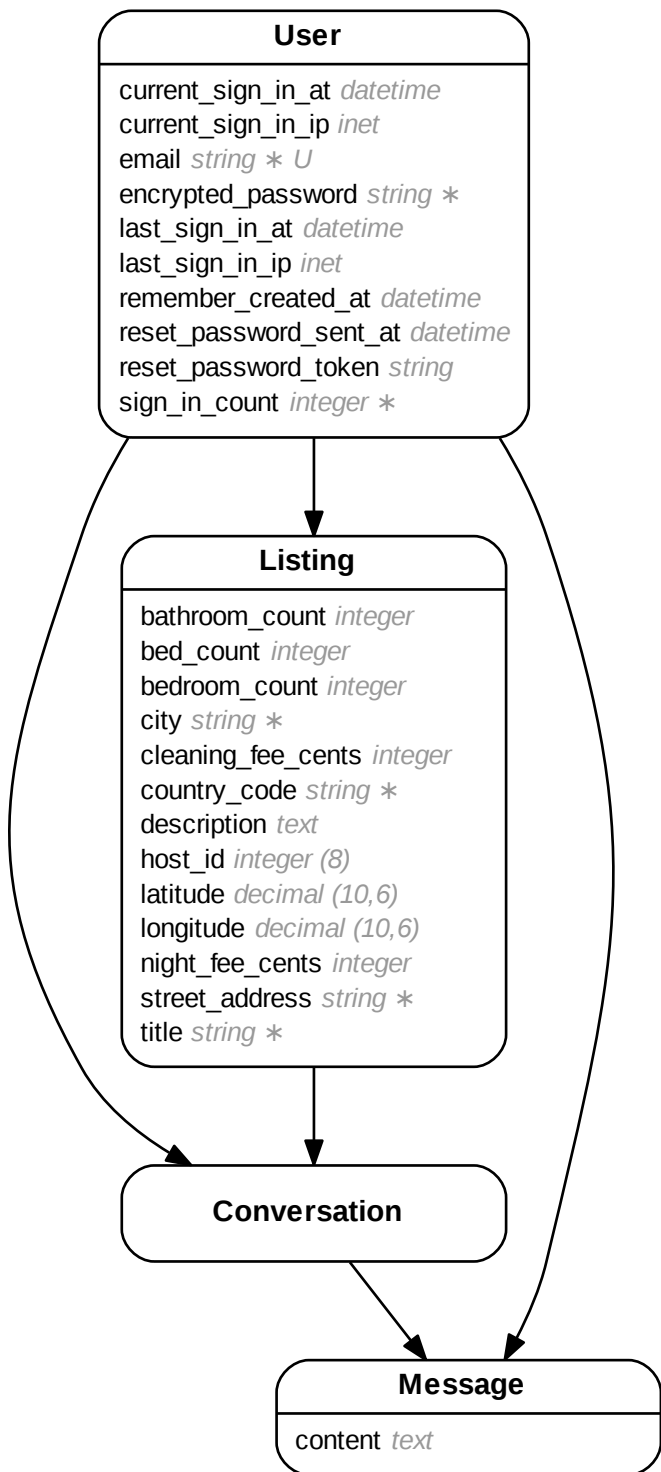 User
current_sign_in_at datetime
current_sign_in_ip inet
email string ∗ U
encrypted_password string ∗
last_sign_in_at datetime
last_sign_in_ip inet
remember_created_at datetime
reset_password_sent_at datetime
reset_password_token string
sign_in_count integer ∗
Listing
bathroom_count integer
bed_count integer
bedroom_count integer
city string ∗
cleaning_fee_cents integer
country_code string ∗
description text
host_id integer (8)
latitude decimal (10,6)
longitude decimal (10,6)
night_fee_cents integer
street_address string ∗
title string ∗
Conversation
Message
content text